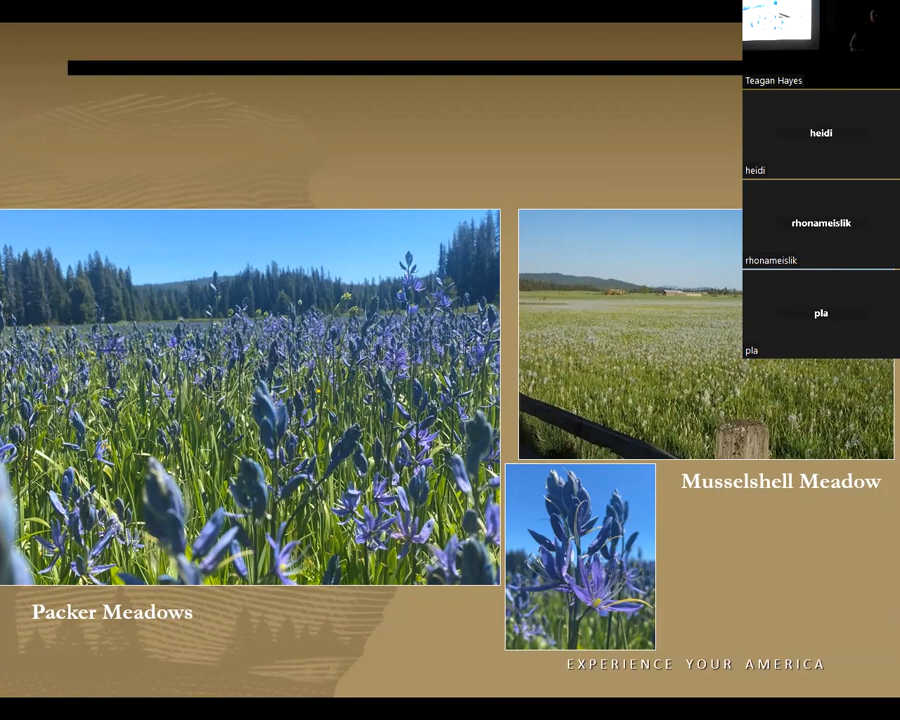 Teagan Hayes
heidi
heidi
rhonameislik
rhonameislik
pla
pla
Musselshell Meadow
Packer Meadows
EXPERIENCE YOUR AMERICA